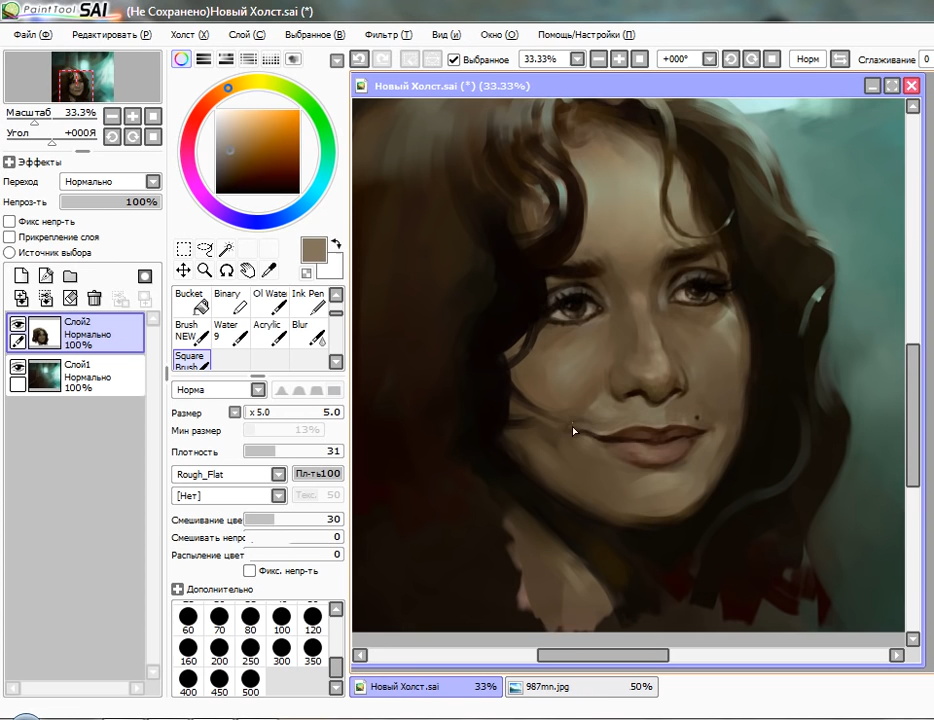 PaintTool SAI (Не Сохранено)Новый Холст.sai (*)
Файл (Ф) Редактировать (Р) Холст (Х) Слой (С) Выбранное (В) Фильтр (Т) Вид (и) Окно (О) Помощь/Настройки (П)
Выбранное 33.33% +000° Норм Сглаживание 0
Новый Холст.sai (*) (33.33%)
Масштаб 33.3%
Угол +000Я
Эффекты
Переход Нормально
Непроз-ть 100%
Фикс непр-ть
Прикрепление слоя
Источник выбора
Слой2
Нормально
100%
Слой1
Нормально
100%
Bucket Binary Ol Wate Ink Pen
Brush NEW Water 9 Acrylic Blur
Square Brush
Норма
Размер x 5.0 5.0
Мин размер 13%
Плотность 31
Rough_Flat Пл-ть100
[Нет] Текс. 50
Смешивание цве 30
Смешивать непрс 0
Распыление цвет 0
Фикс. непр-ть
Дополнительно
60 70 80 100 120
160 200 250 300 350
400 450 500
Новый Холст.sai 33% 987mn.jpg 50%